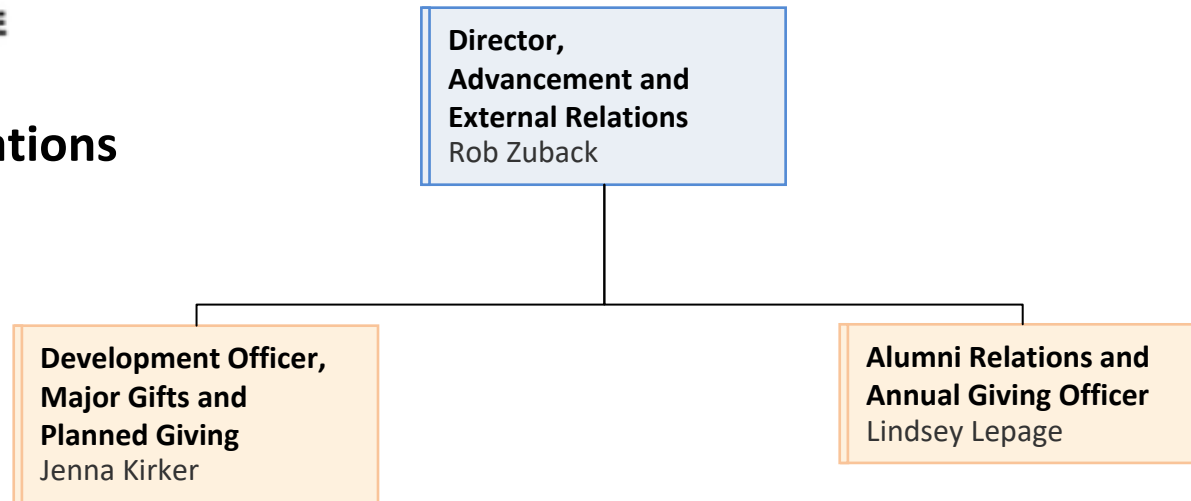 Director,
Advancement and
External Relations
Rob Zuback
Development Officer,
Major Gifts and
Planned Giving
Jenna Kirker
Alumni Relations and
Annual Giving Officer
Lindsey Lepage